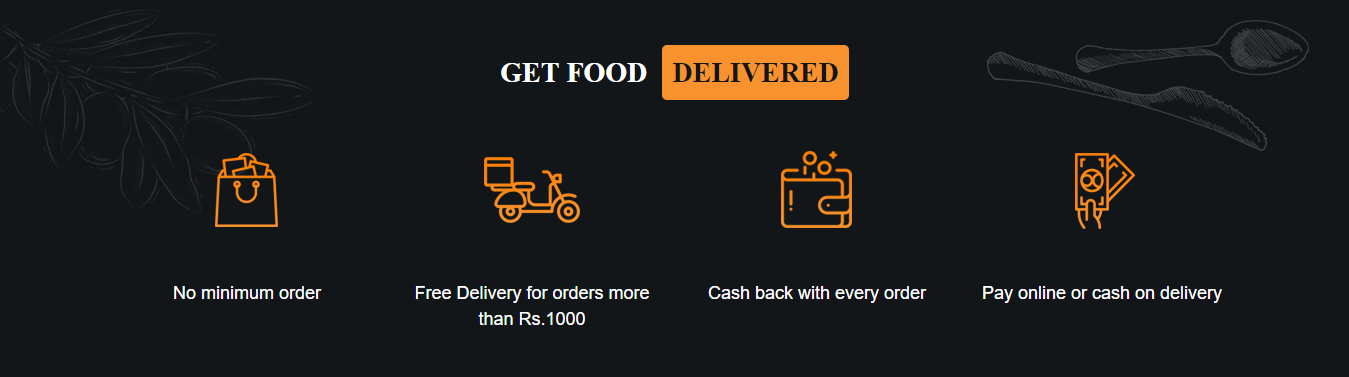 GET FOOD DELIVERED
No minimum order
Free Delivery for orders more
than Rs.1000
Cash back with every order
Pay online or cash on delivery